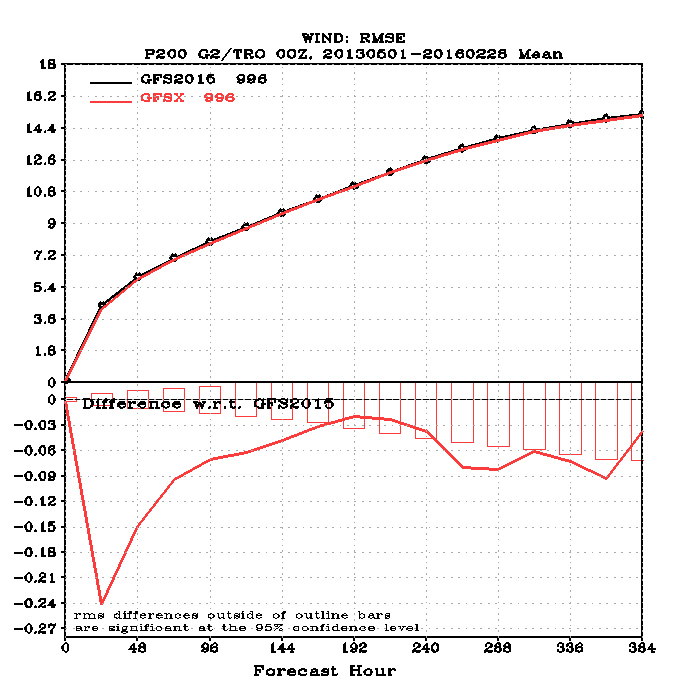 WIND: RMSE
P200 G2/TRO 00Z, 20130601-20160228 Mean
18
GFS2016 996
16.2
GFSX 996
14.4
12.6
10.8
9
7.2
5.4
3.6
1.8
0
0
Difference w.r.t. GFS2016
-0.03
-0.06
-0.09
-0.12
-0.15
-0.18
-0.21
-0.24
rms differences outside of outline bars
-0.27
are significant at the 95% confidence level
0 48 96 144 192 240 288 336 384
Forecast Hour